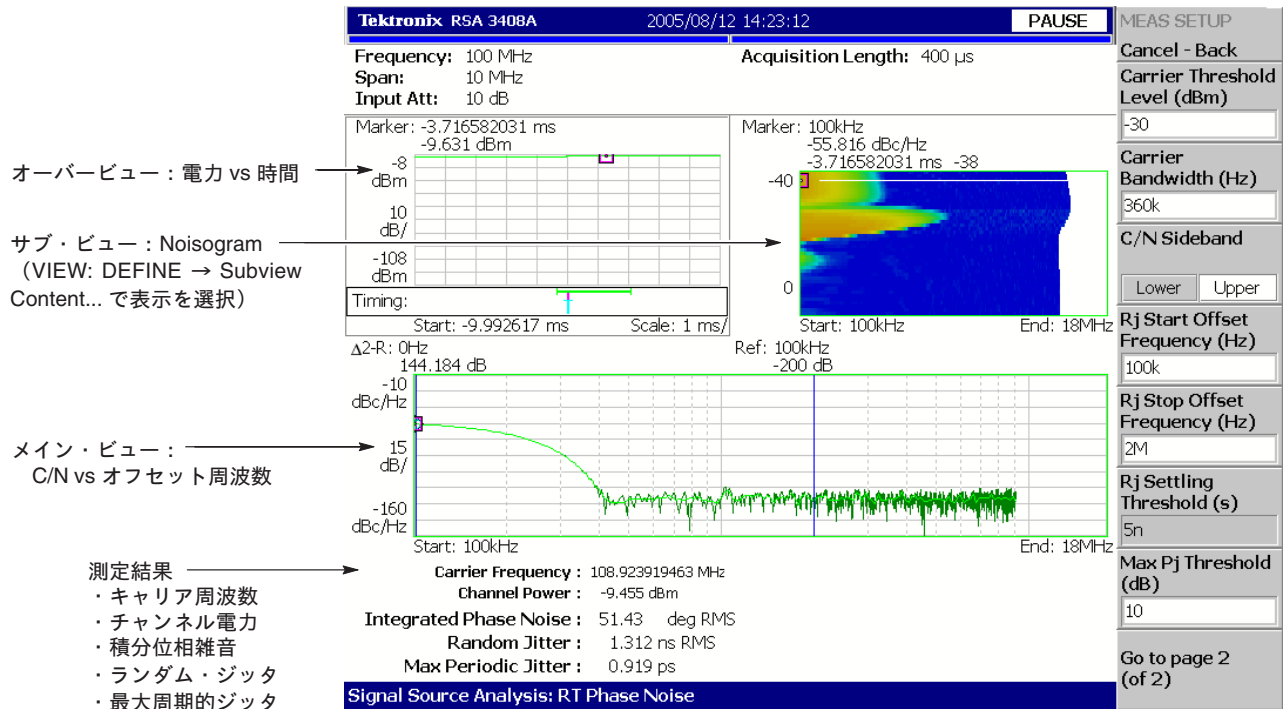 Tektronix RSA 3408A 2005/08/12 14:23:12 PAUSE
Frequency: 100 MHz
Span: 10 MHz
Input Att: 10 dB
Acquisition Length: 400 µs
オーバービュー：電力 vs 時間
サブ・ビュー：Noisogram
（VIEW: DEFINE → Subview
Content... で表示を選択）
Marker: -3.716582031 ms
-9.631 dBm
-8
dBm
10
dB/
-108
dBm
Timing:
Start: -9.992617 ms Scale: 1 ms/
Marker: 100kHz
-55.816 dBc/Hz
-3.716582031 ms -38
-40
0
Start: 100kHz End: 18MHz
メイン・ビュー：
C/N vs オフセット周波数
Δ2-R: 0Hz
144.184 dB
Ref: 100kHz
-200 dB
-10
dBc/Hz
15
dB/
-160
dBc/Hz
Start: 100kHz End: 18MHz
測定結果
・キャリア周波数
・チャンネル電力
・積分位相雑音
・ランダム・ジッタ
・最大周期的ジッタ
Carrier Frequency : 108.923919463 MHz
Channel Power : -9.455 dBm
Integrated Phase Noise : 51.43 deg RMS
Random Jitter : 1.312 ns RMS
Max Periodic Jitter : 0.919 ps
Signal Source Analysis: RT Phase Noise
MEAS SETUP
Cancel - Back
Carrier Threshold
Level (dBm)
-30
Carrier
Bandwidth (Hz)
360k
C/N Sideband
Lower Upper
Rj Start Offset
Frequency (Hz)
100k
Rj Stop Offset
Frequency (Hz)
2M
Rj Settling
Threshold (s)
5n
Max Pj Threshold
(dB)
10
Go to page 2
(of 2)